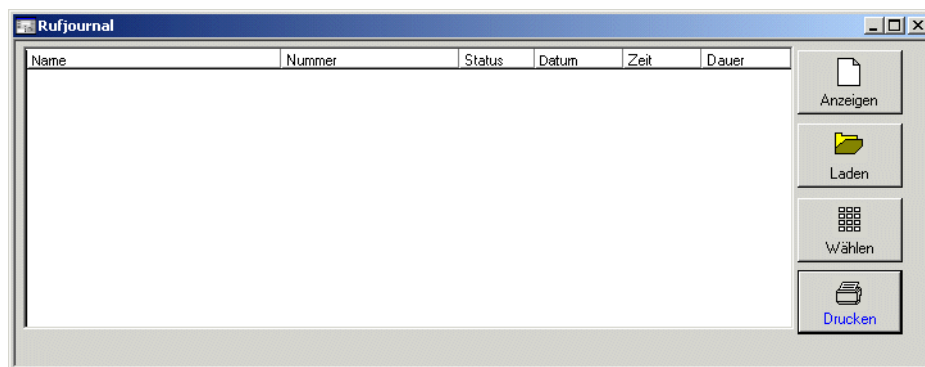 Rufjournal
Name Nummer Status Datum Zeit Dauer
Anzeigen
Laden
Wählen
Drucken